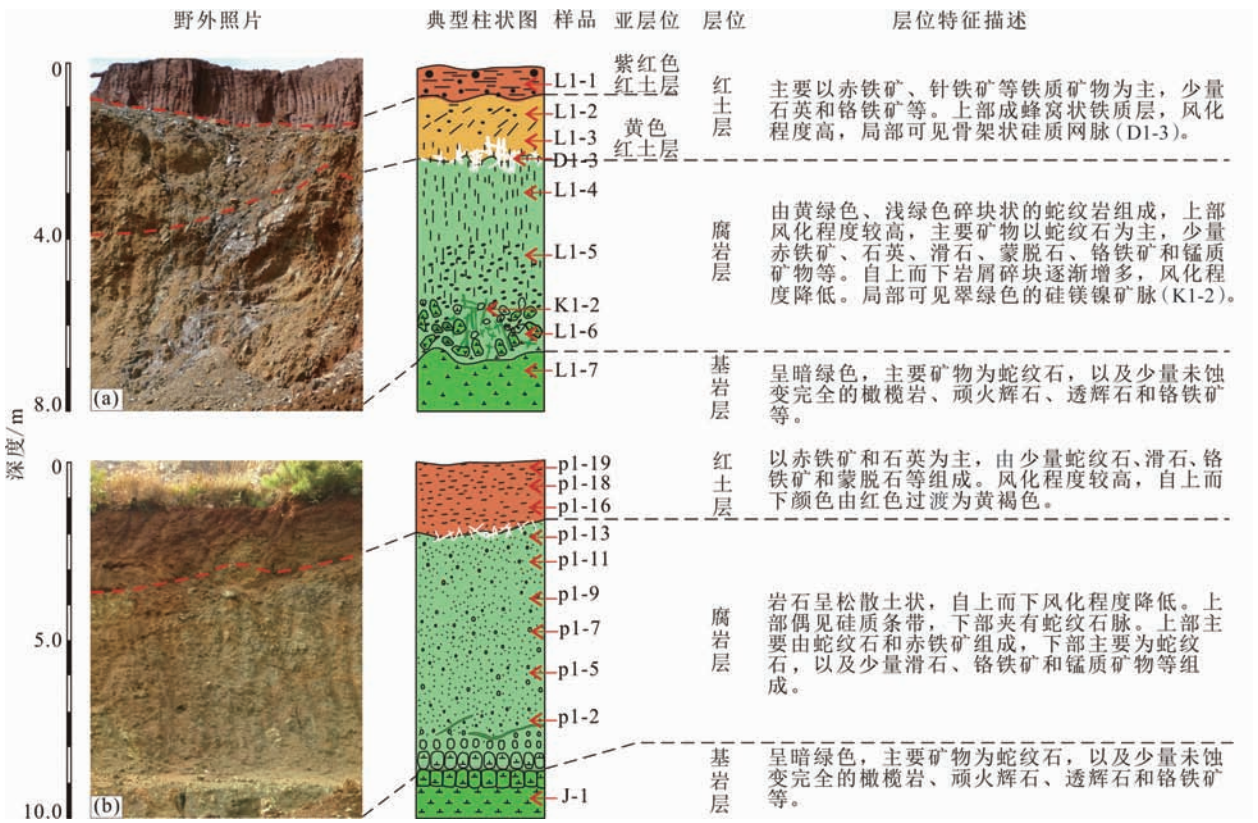 野外照片 典型柱状图 样品 亚层位 层位 层位特征描述
深度/m
0
4.0
8.0
(a)
L1-1
L1-2
L1-3
D1-3
L1-4
L1-5
K1-2
L1-6
L1-7
紫红色
红土层
黄色
红土层
红土层
主要以赤铁矿、针铁矿等铁质矿物为主，少量
石英和铬铁矿等。上部成蜂窝状铁质层，风化
程度高，局部可见骨架状硅质网脉(D1-3)。
腐岩层
由黄绿色、浅绿色碎块状的蛇纹岩组成，上部
风化程度较高，主要矿物以蛇纹石为主，少量
赤铁矿、石英、滑石、蒙脱石、铬铁矿和锰质
矿物等。自上而下岩屑碎块逐渐增多，风化程
度降低。局部可见翠绿色的硅镁镍矿脉(K1-2)。
基岩层
呈暗绿色，主要矿物为蛇纹石，以及少量未蚀
变完全的橄榄岩、顽火辉石、透辉石和铬铁矿
等。
0
5.0
10.0
(b)
p1-19
p1-18
p1-16
p1-13
p1-11
p1-9
p1-7
p1-5
p1-2
J-1
红土层
以赤铁矿和石英为主，由少量蛇纹石、滑石、铬
铁矿和蒙脱石等组成。风化程度较高，自上而
下颜色由红色过渡为黄褐色。
腐岩层
岩石呈松散土状，自上而下风化程度降低。上
部偶见硅质条带，下部夹有蛇纹石脉。上部主
要由蛇纹石和赤铁矿组成，下部主要为蛇纹
石，以及少量滑石、铬铁矿和锰质矿物等组
成。
基岩层
呈暗绿色，主要矿物为蛇纹石，以及少量未蚀
变完全的橄榄岩、顽火辉石、透辉石和铬铁矿
等。